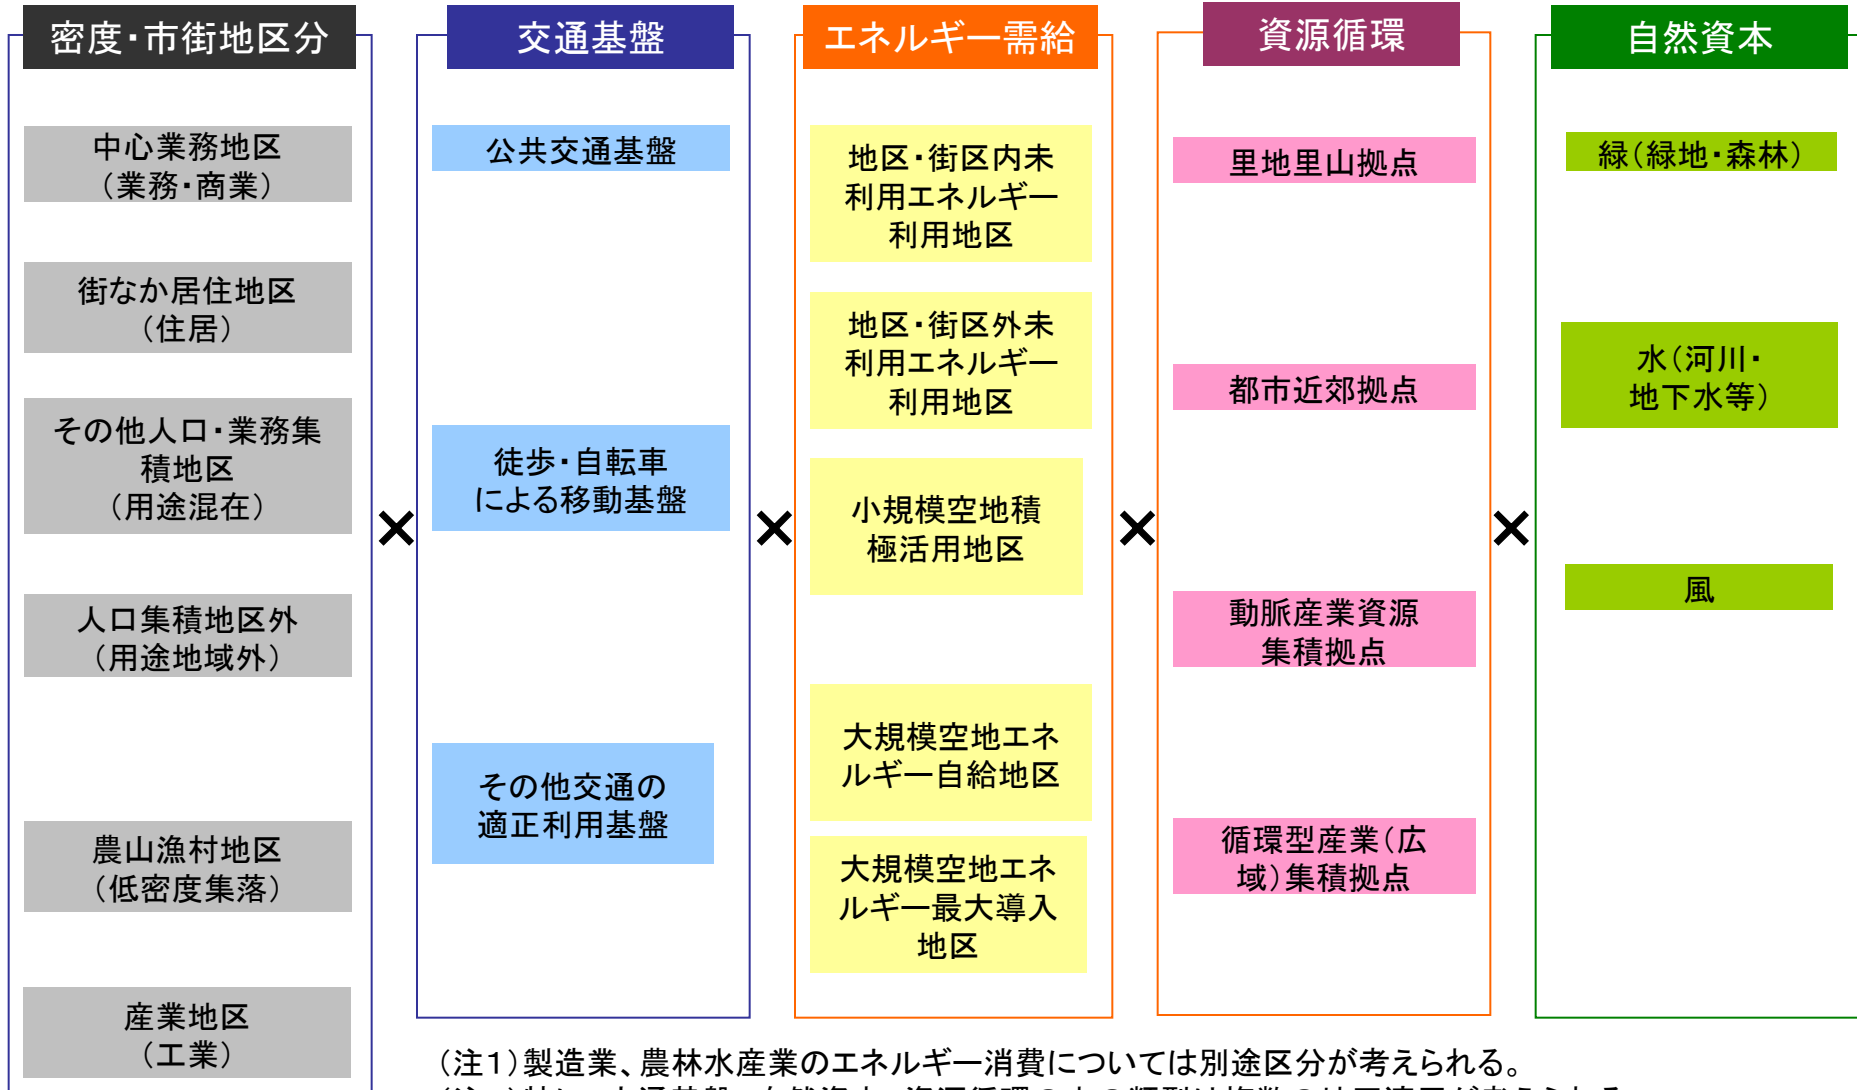 密度・市街地区分
中心業務地区
（業務・商業）
街なか居住地区
（住居）
その他人口・業務集
積地区
（用途混在）
人口集積地区外
（用途地域外）
農山漁村地区
（低密度集落）
産業地区
（工業）
×
交通基盤
公共交通基盤
徒歩・自転車
による移動基盤
その他交通の
適正利用基盤
×
エネルギー需給
地区・街区内未
利用エネルギー
利用地区
地区・街区外未
利用エネルギー
利用地区
小規模空地積
極活用地区
大規模空地エネ
ルギー自給地区
大規模空地エネ
ルギー最大導入
地区
×
資源循環
里地里山拠点
都市近郊拠点
動脈産業資源
集積拠点
循環型産業（広
域）集積拠点
×
自然資本
緑（緑地・森林）
水（河川・
地下水等）
風
（注１）製造業、農林水産業のエネルギー消費については別途区分が考えられる。